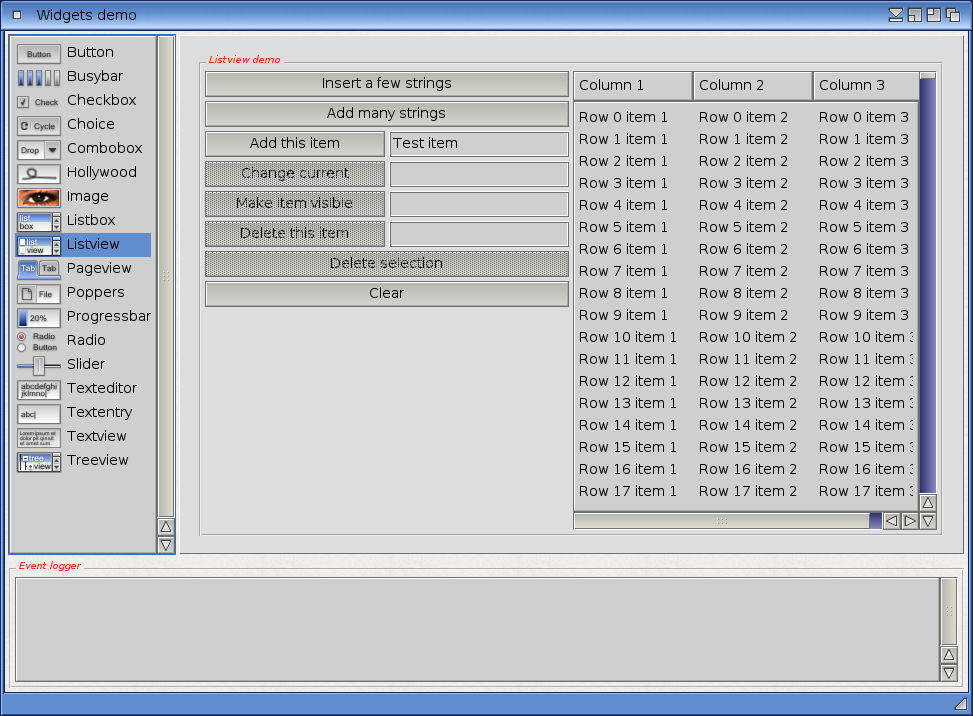 Widgets demo
Button Button
Busybar
Check Checkbox
Cycle Choice
Drop Combobox
Hollywood
Image
list box Listbox
list view Listview
Tab Tab Pageview
File Poppers
20% Progressbar
Radio Button Radio
Slider
abcdefghi jklmno Texteditor
abc Textentry
Textview
tree view Treeview
Listview demo
Insert a few strings
Add many strings
Add this item Test item
Change current
Make item visible
Delete this item
Delete selection
Clear
Column 1 Column 2 Column 3
Row 0 item 1 Row 0 item 2 Row 0 item 3
Row 1 item 1 Row 1 item 2 Row 1 item 3
Row 2 item 1 Row 2 item 2 Row 2 item 3
Row 3 item 1 Row 3 item 2 Row 3 item 3
Row 4 item 1 Row 4 item 2 Row 4 item 3
Row 5 item 1 Row 5 item 2 Row 5 item 3
Row 6 item 1 Row 6 item 2 Row 6 item 3
Row 7 item 1 Row 7 item 2 Row 7 item 3
Row 8 item 1 Row 8 item 2 Row 8 item 3
Row 9 item 1 Row 9 item 2 Row 9 item 3
Row 10 item 1 Row 10 item 2 Row 10 item 3
Row 11 item 1 Row 11 item 2 Row 11 item 3
Row 12 item 1 Row 12 item 2 Row 12 item 3
Row 13 item 1 Row 13 item 2 Row 13 item 3
Row 14 item 1 Row 14 item 2 Row 14 item 3
Row 15 item 1 Row 15 item 2 Row 15 item 3
Row 16 item 1 Row 16 item 2 Row 16 item 3
Row 17 item 1 Row 17 item 2 Row 17 item 3
Event logger